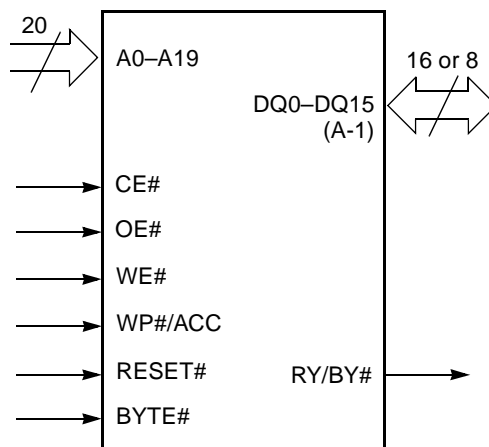 20
A0–A19
16 or 8
DQ0–DQ15
(A-1)
CE#
OE#
WE#
WP#/ACC
RESET#
RY/BY#
BYTE#